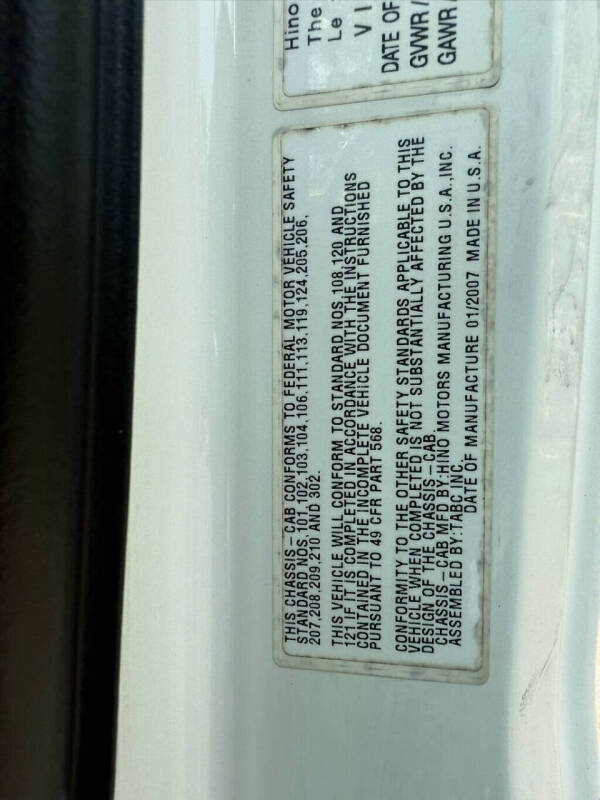 Hino
The
Le
V I
DATE OF
GVWR /
GAWR
THIS CHASSIS-CAB CONFORMS TO FEDERAL MOTOR VEHICLE SAFETY
STANDARD NOS. 101,102,103,104,106,111,113,119,124,205,206,
207,208,209,210 AND 302.
THIS VEHICLE WILL CONFORM TO STANDARD NOS. 108,120 AND
121 IF IT IS COMPLETED IN ACCORDANCE WITH THE INSTRUCTIONS
CONTAINED IN THE INCOMPLETE VEHICLE DOCUMENT FURNISHED
PURSUANT TO 49 CFR PART 568.
CONFORMITY TO THE OTHER SAFETY STANDARDS APPLICABLE TO THIS
VEHICLE WHEN COMPLETED IS NOT SUBSTANTIALLY AFFECTED BY THE
DESIGN OF THE CHASSIS-CAB.
CHASSIS-CAB MFD BY:HINO MOTORS MANUFACTURING U.S.A.,INC.
ASSEMBLED BY:TABC,INC.
DATE OF MANUFACTURE 01/2007 MADE IN U.S.A.